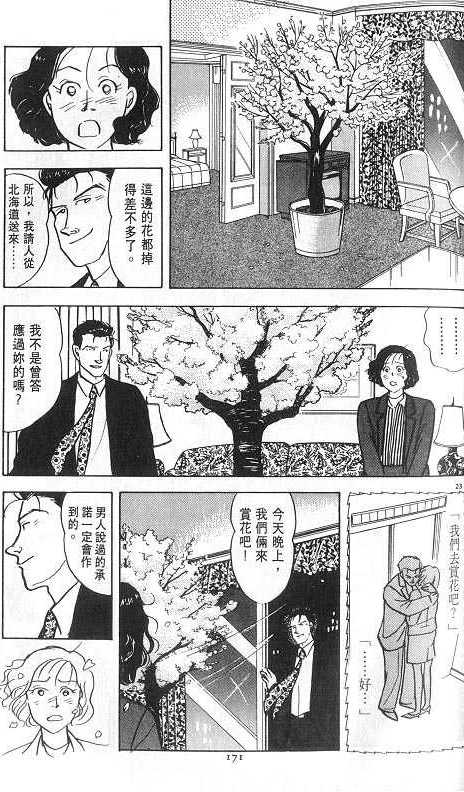 這邊的花都掉
得差不多了。
所以，我請人從
北海道送來……
………
我不是曾答
應過妳的嗎？
23
「我們去賞花吧？」
「……好…」
今天晚上，
我們倆來
賞花吧！
男人說過的承
諾一定會作
到的。
171